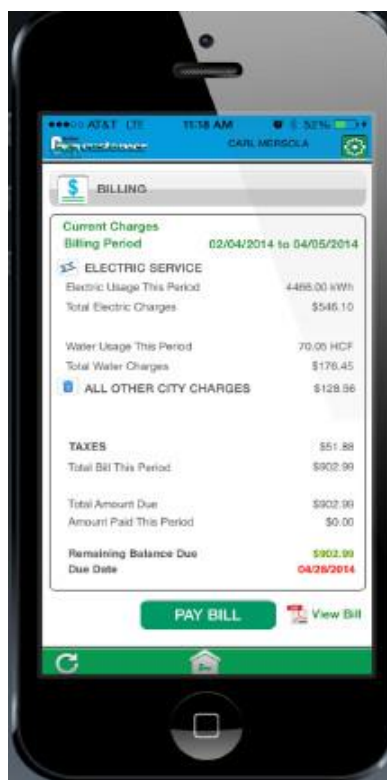 AT&T LTE 11:18 AM 52%
CARL MERSOLA
$ BILLING
Current Charges
Billing Period 02/04/2014 to 04/05/2014
ELECTRIC SERVICE
Electric Usage This Period 4466.00 kWh
Total Electric Charges $546.10
Water Usage This Period 70.05 HCF
Total Water Charges $176.45
ALL OTHER CITY CHARGES $128.56
TAXES $51.88
Total Bill This Period $902.99
Total Amount Due $902.99
Amount Paid This Period $0.00
Remaining Balance Due $902.99
Due Date 04/28/2014
PAY BILL View Bill